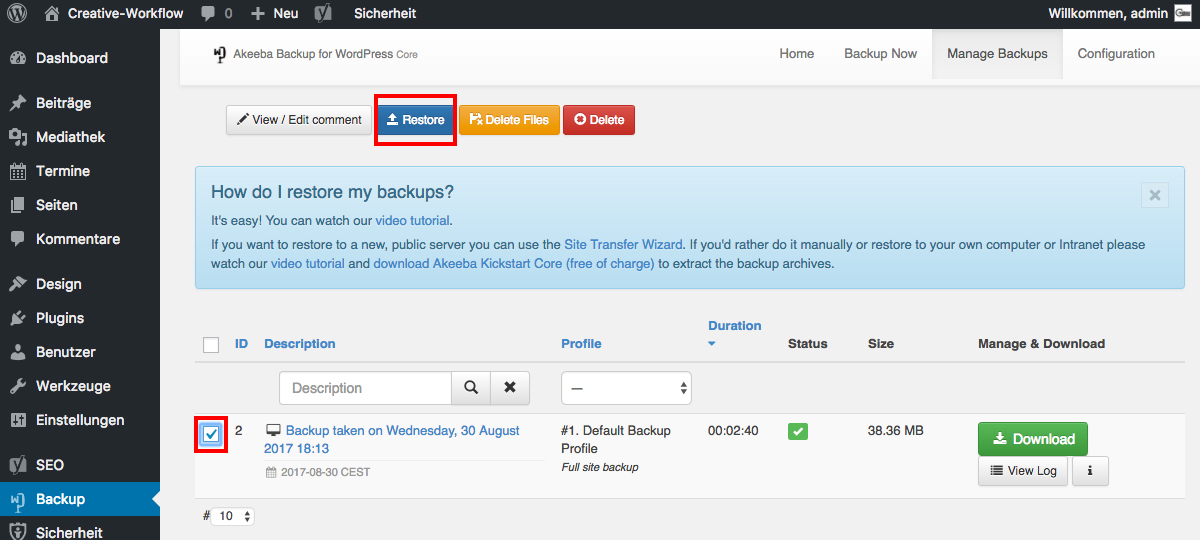 Creative-Workflow 0 Neu Sicherheit Willkommen, admin
Dashboard
Beiträge
Mediathek
Termine
Seiten
Kommentare
Design
Plugins
Benutzer
Werkzeuge
Einstellungen
SEO
Backup
Sicherheit
Akeeba Backup for WordPress Core Home Backup Now Manage Backups Configuration
View / Edit comment Restore Delete Files Delete
How do I restore my backups?
It's easy! You can watch our video tutorial.
If you want to restore to a new, public server you can use the Site Transfer Wizard. If you'd rather do it manually or restore to your own computer or Intranet please
watch our video tutorial and download Akeeba Kickstart Core (free of charge) to extract the backup archives.
ID Description Profile Duration Status Size Manage & Download
Description —
2 Backup taken on Wednesday, 30 August #1. Default Backup 00:02:40 38.36 MB Download
2017 18:13 Profile
2017-08-30 CEST Full site backup View Log i
# 10